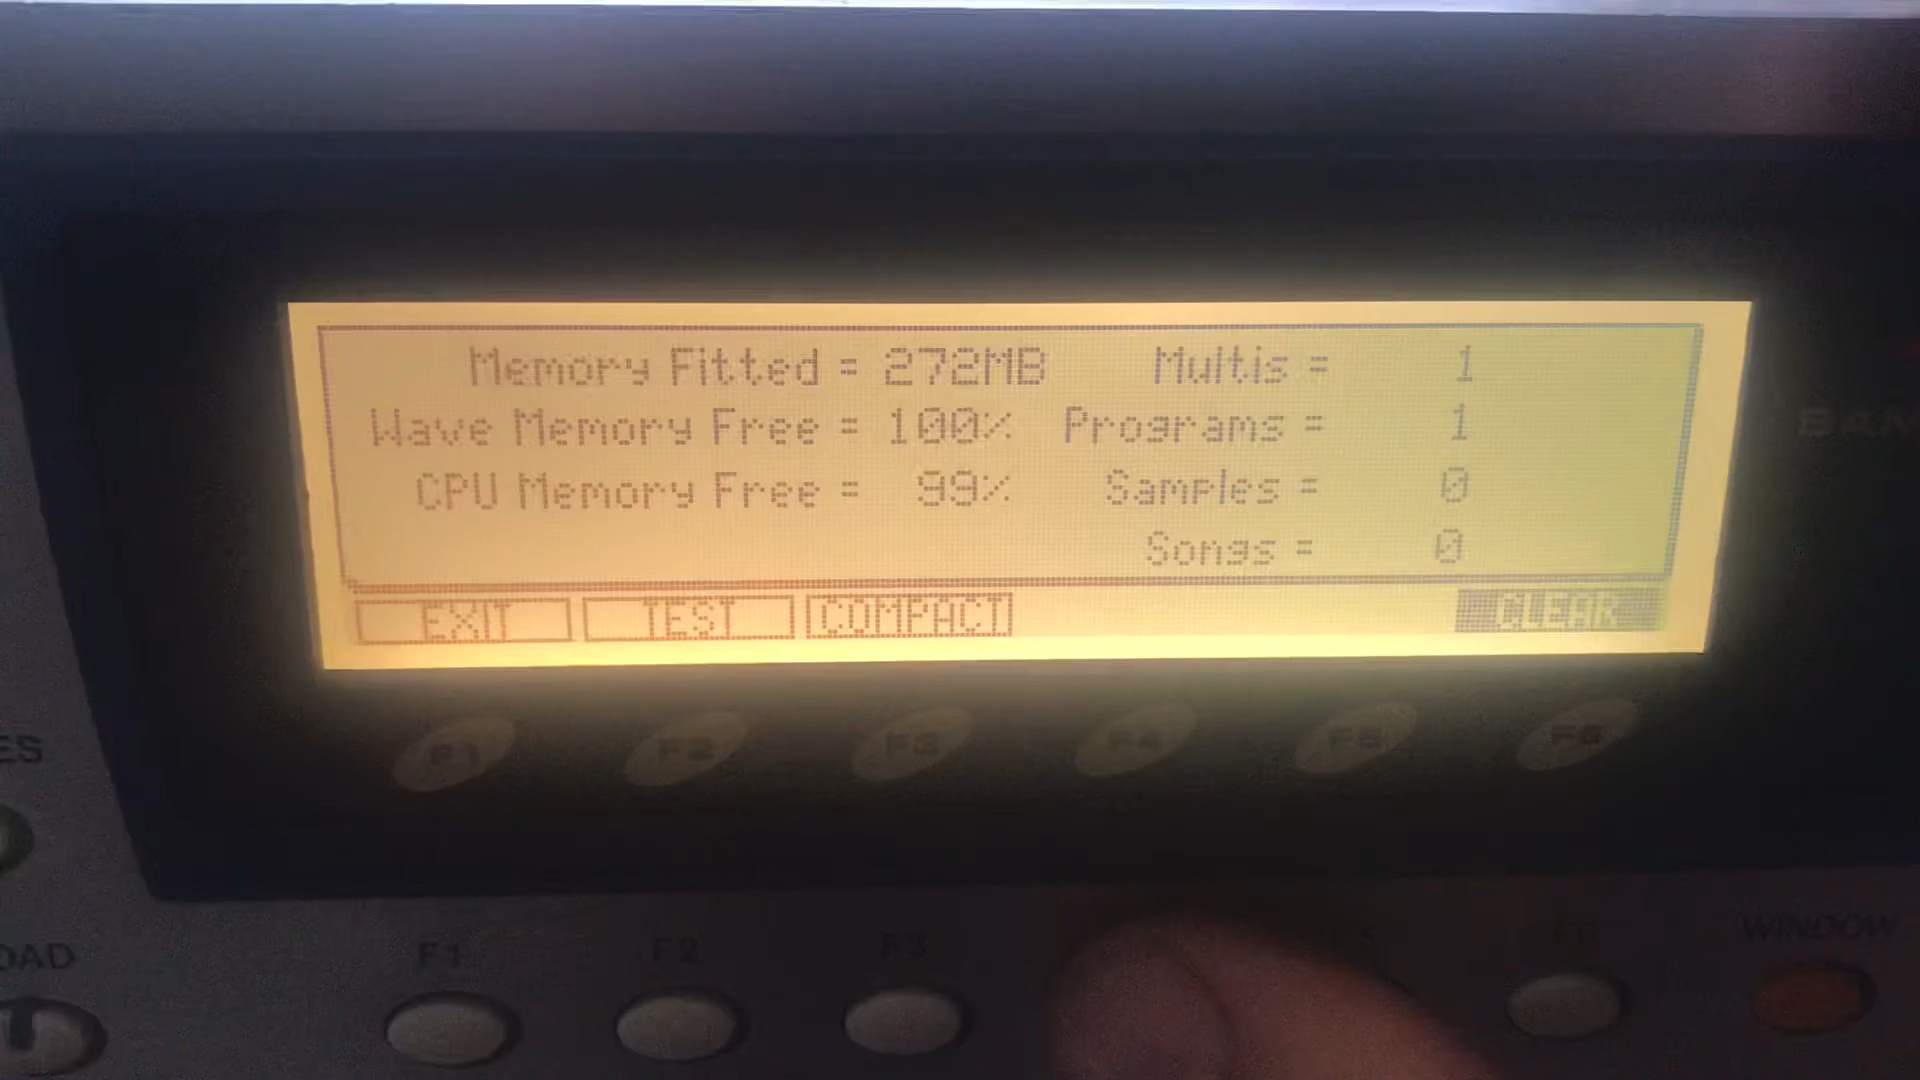 Memory Fitted = 272MB Multis = 1
Wave Memory Free = 100% Programs = 1
CPU Memory Free = 99% Samples = 0
Songs = 0
EXIT TEST COMPACT CLEAR
F1 F2 F3 F4 F5 F6
F1 F2 F3 WINDOW